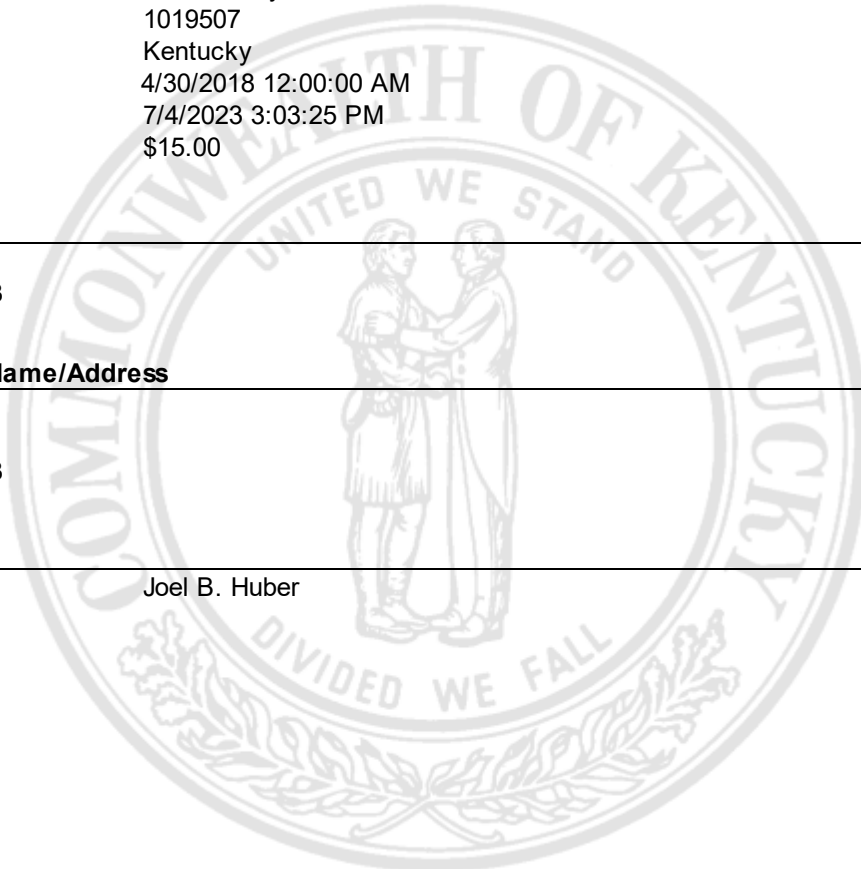 1019507
Kentucky
4/30/2018 12:00:00 AM
7/4/2023 3:03:25 PM
$15.00
COMMONWEALTH OF KENTUCKY
UNITED WE STAND
ame/Address
Joel B. Huber
DIVIDED WE FALL